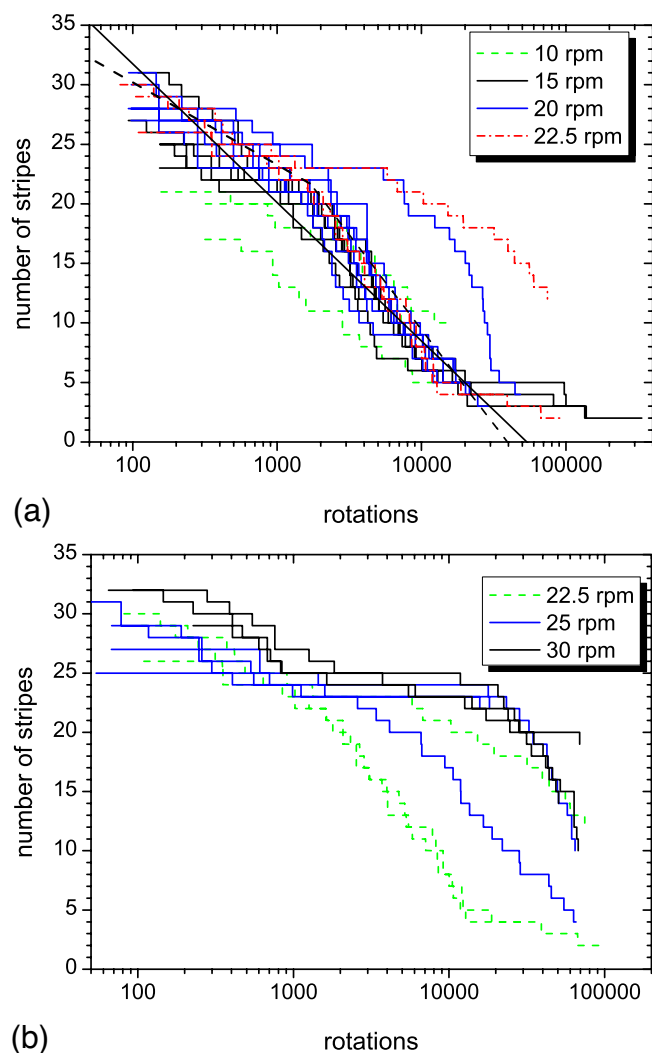 35
30
25
20
15
10
5
0
number of stripes
10 rpm
15 rpm
20 rpm
22.5 rpm
100 1000 10000 100000
rotations
(a)
35
30
25
20
15
10
5
0
number of stripes
22.5 rpm
25 rpm
30 rpm
100 1000 10000 100000
rotations
(b)